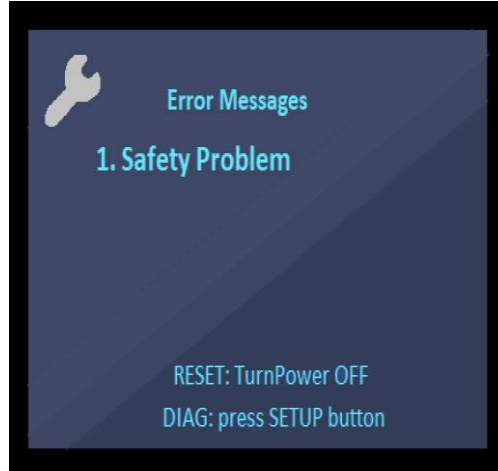 Error Messages
1. Safety Problem
RESET: TurnPower OFF
DIAG: press SETUP button